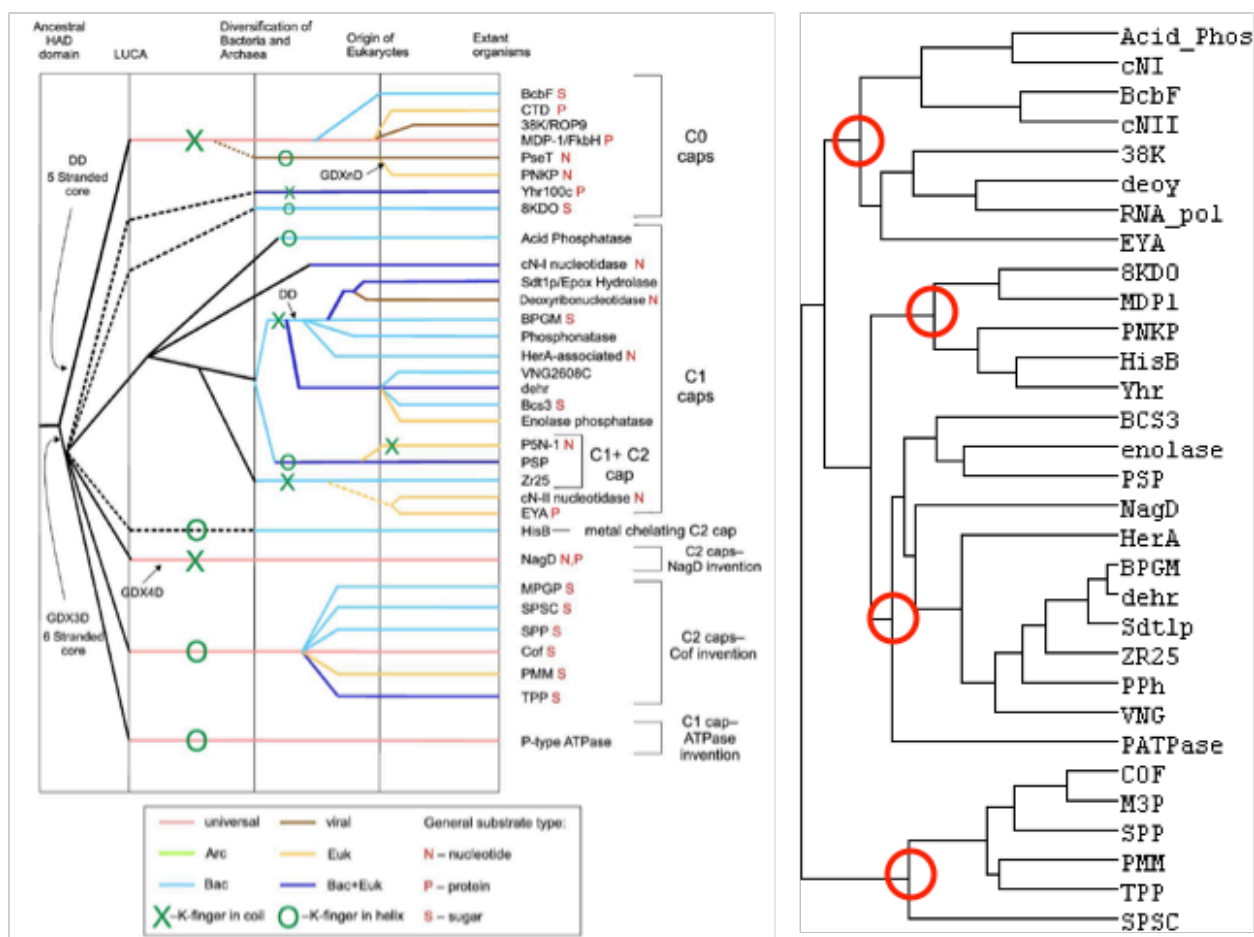 Ancestral
HAD
domain
LUCA
Diversification of
Bacteria and
Archaea
Origin of
Eukaryotes
Extant
organisms
DD
5 Stranded
core
GDX3D
6 Stranded
core
GDX4D
GDXnD
DD
BcbF S
CTD P
38K/ROP9
MDP-1/FkbH P
PseT N
PNKP N
Yhr100c P
8KDO S
C0
caps
Acid Phosphatase
cN-I nucleotidase N
Sdt1p/Epox Hydrolase
Deoxyribonucleotidase N
BPGM S
Phosphonatase
HerA-associated N
VNG2608C
dehr
Bcs3 S
Enolase phosphatase
P5N-1 N
PSP
Zr25
cN-II nucleotidase N
EYA P
C1
caps
C1+ C2
cap
HisB
metal chelating C2 cap
NagD N,P
C2 caps–
NagD invention
MPGP S
SPSC S
SPP S
Cof S
PMM S
TPP S
C2 caps–
Cof invention
P-type ATPase
C1 cap–
ATPase
invention
universal
viral
General substrate type:
Arc
Euk
N – nucleotide
Bac
Bac+Euk
P – protein
X–K-finger in coil
O–K-finger in helix
S – sugar
Acid_Phos
cNI
BcbF
cNII
38K
deoy
RNA_pol
EYA
8KDO
MDP1
PNKP
HisB
Yhr
BCS3
enolase
PSP
NagD
HerA
BPGM
dehr
Sdt1p
ZR25
PPh
VNG
PATPase
COF
M3P
SPP
PMM
TPP
SPSC